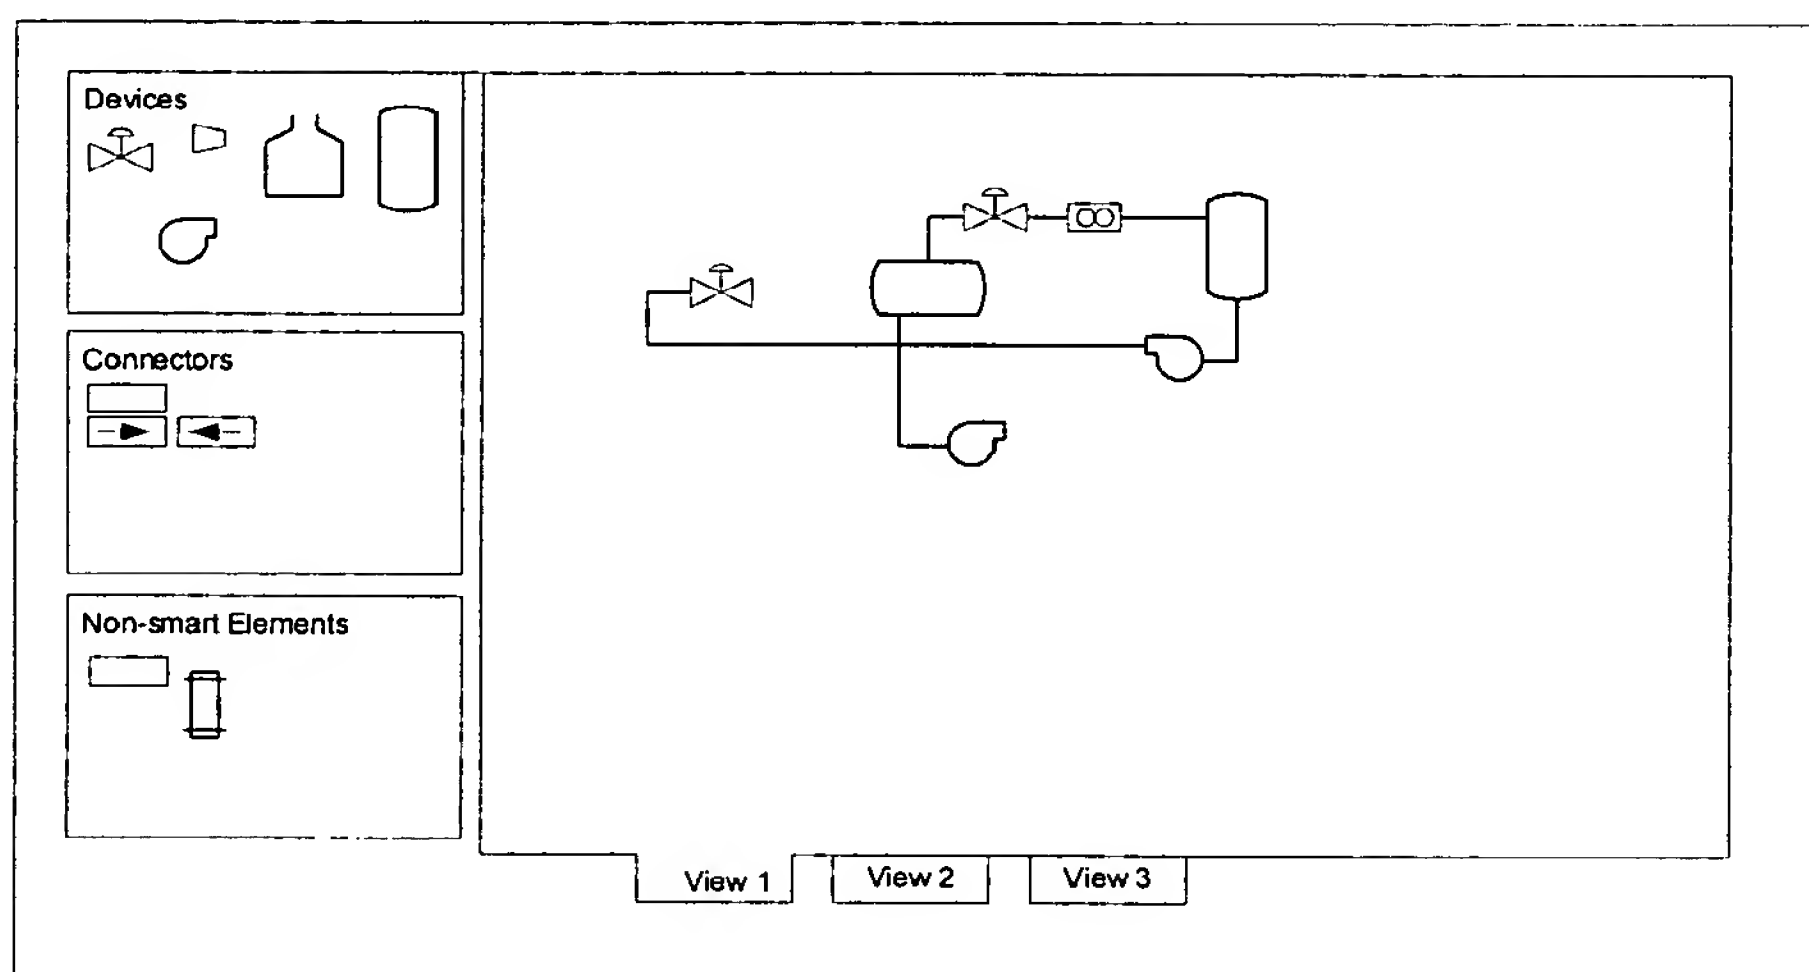 Devices
Connectors
Non-smart Elements
View 1
View 2
View 3